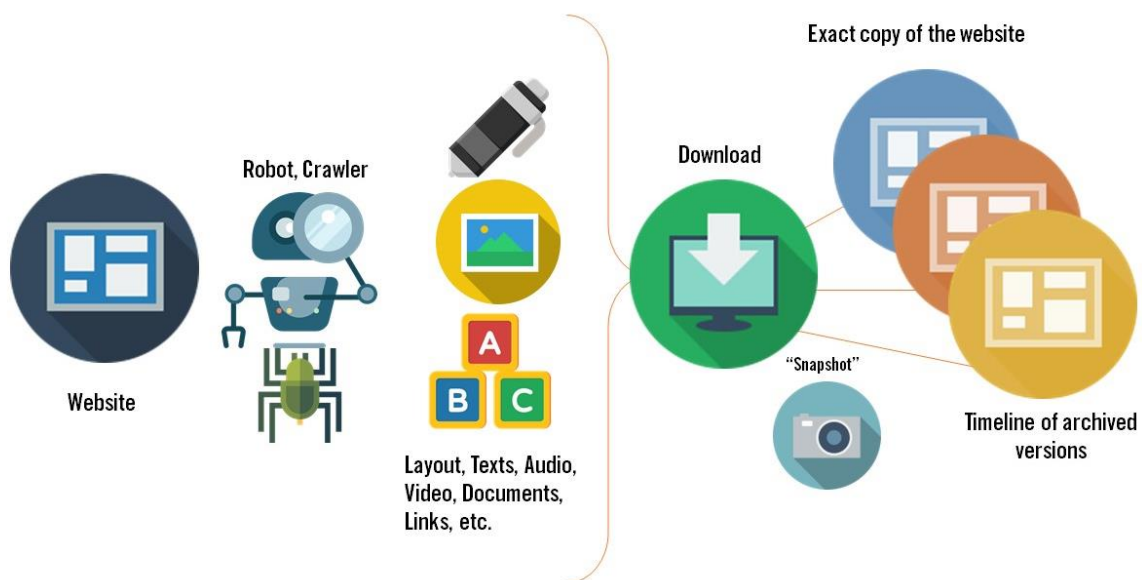 Website
Robot, Crawler
A
B C
Layout, Texts, Audio,
Video, Documents,
Links, etc.
Download
“Snapshot”
Exact copy of the website
Timeline of archived
versions